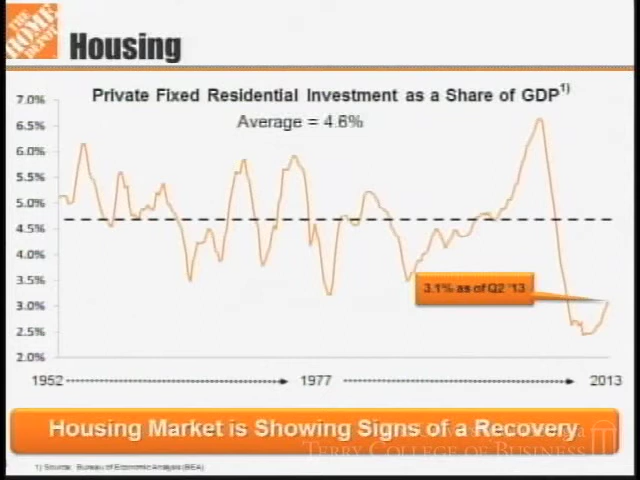 THE HOME DEPOT
Housing
Private Fixed Residential Investment as a Share of GDP1)
Average = 4.6%
7.0%
6.5%
6.0%
5.5%
5.0%
4.5%
4.0%
3.5%
3.0%
2.5%
2.0%
3.1% as of Q2 '13
1952
1977
2013
Housing Market is Showing Signs of a Recovery
TERRY COLLEGE OF BUSINESS
1) Source: Bureau of Economic Analysis (BEA)